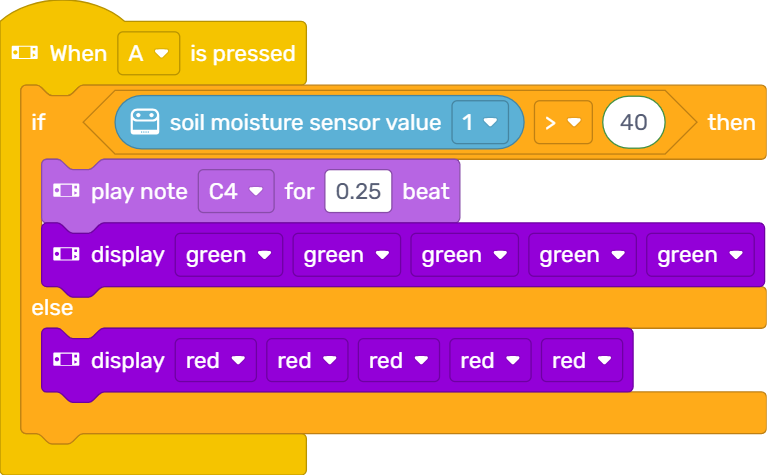 When A is pressed
if soil moisture sensor value 1 > 40 then
play note C4 for 0.25 beat
display green green green green green
else
display red red red red red